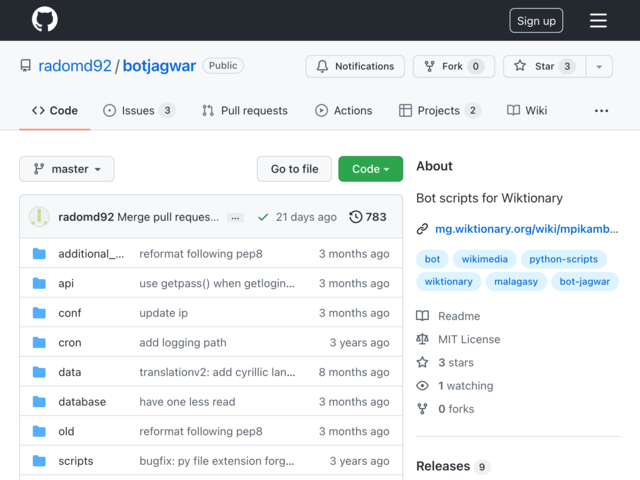 Sign up
radomd92 / botjagwar Public
Notifications Fork 0 Star 3
Code Issues 3 Pull requests Actions Projects 2 Wiki ...
master Go to file Code
radomd92 Merge pull reques... ... 21 days ago 783
additional_... reformat following pep8 3 months ago
api use getpass() when getlogin... 3 months ago
conf update ip 3 months ago
cron add logging path 3 years ago
data translationv2: add cyrillic lan... 8 months ago
database have one less read 3 months ago
old reformat following pep8 3 months ago
scripts bugfix: py file extension forg... 3 years ago
About
Bot scripts for Wiktionary
mg.wiktionary.org/wiki/mpikamb...
bot wikimedia python-scripts
wiktionary malagasy bot-jagwar
Readme
MIT License
3 stars
1 watching
0 forks
Releases 9